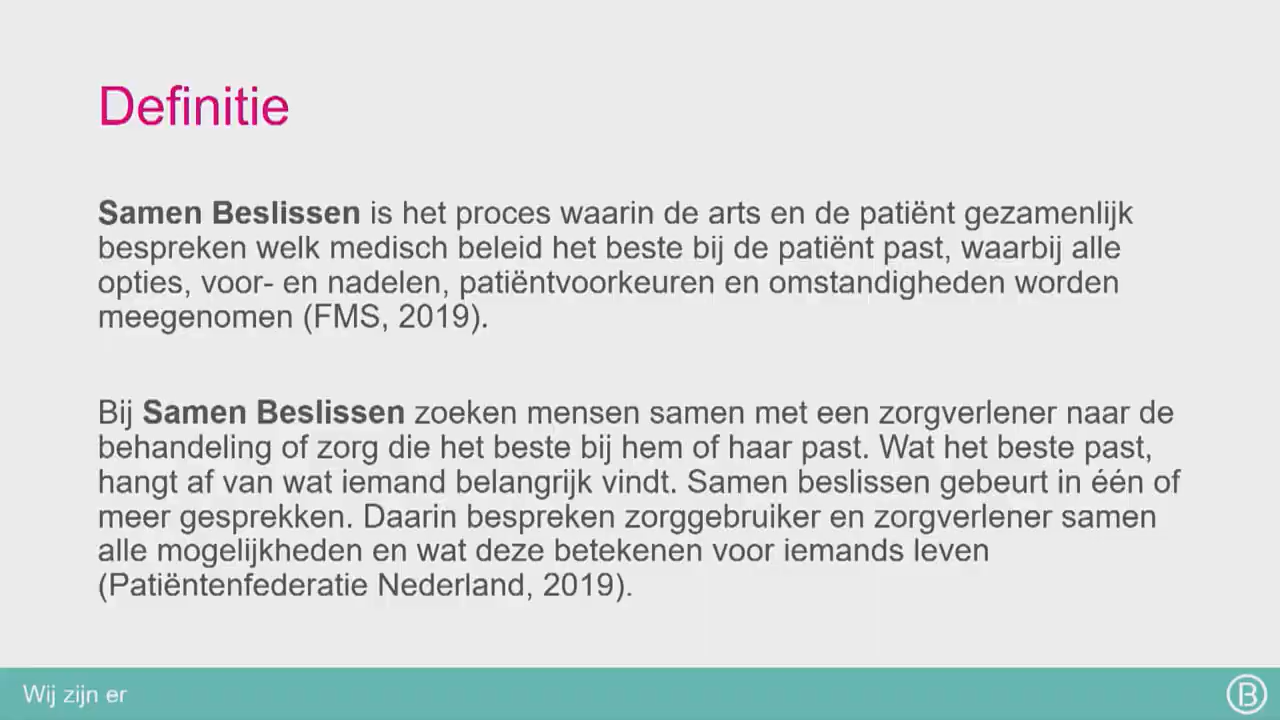 Definitie
Samen Beslissen is het proces waarin de arts en de patiënt gezamenlijk
bespreken welk medisch beleid het beste bij de patiënt past, waarbij alle
opties, voor- en nadelen, patiëntvoorkeuren en omstandigheden worden
meegenomen (FMS, 2019).
Bij Samen Beslissen zoeken mensen samen met een zorgverlener naar de
behandeling of zorg die het beste bij hem of haar past. Wat het beste past,
hangt af van wat iemand belangrijk vindt. Samen beslissen gebeurt in één of
meer gesprekken. Daarin bespreken zorggebruiker en zorgverlener samen
alle mogelijkheden en wat deze betekenen voor iemands leven
(Patiëntenfederatie Nederland, 2019).
Wij zijn er
B